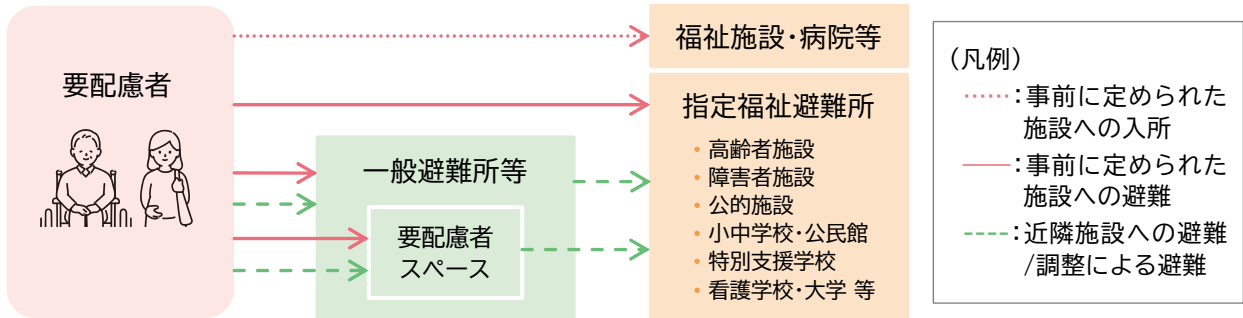 要配慮者
福祉施設・病院等
指定福祉避難所
・高齢者施設
・障害者施設
・公的施設
・小中学校・公民館
・特別支援学校
・看護学校・大学 等
一般避難所等
要配慮者
スペース
（凡例）
……：事前に定められた
施設への入所
――：事前に定められた
施設への避難
----：近隣施設への避難
/調整による避難